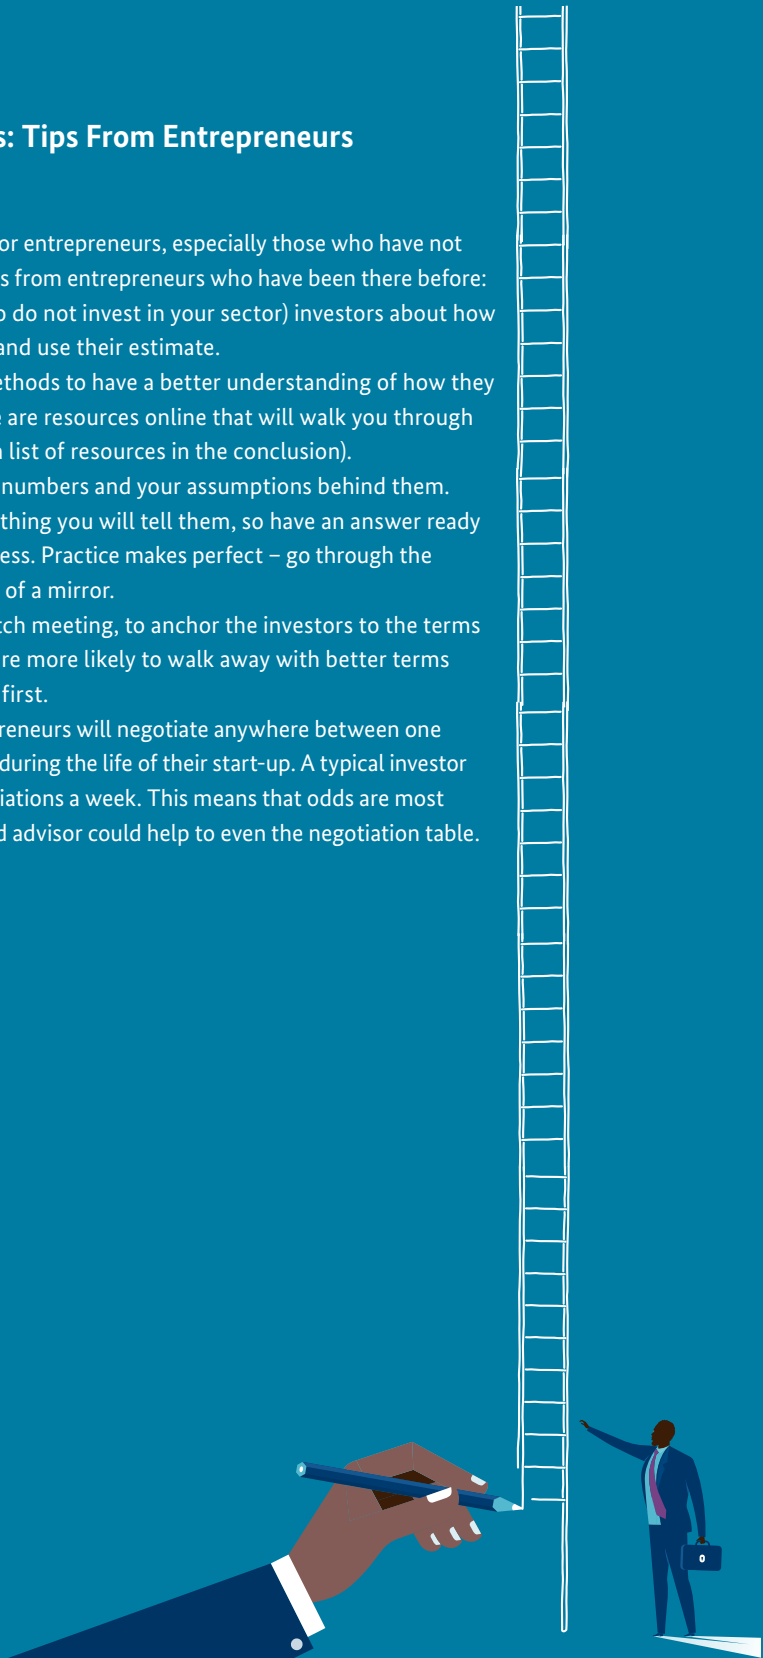 s: Tips From Entrepreneurs
or entrepreneurs, especially those who have not
s from entrepreneurs who have been there before:
o do not invest in your sector) investors about how
and use their estimate.
ethods to have a better understanding of how they
e are resources online that will walk you through
list of resources in the conclusion).
numbers and your assumptions behind them.
thing you will tell them, so have an answer ready
ess. Practice makes perfect – go through the
of a mirror.
tch meeting, to anchor the investors to the terms
re more likely to walk away with better terms
first.
reneurs will negotiate anywhere between one
during the life of their start-up. A typical investor
iations a week. This means that odds are most
d advisor could help to even the negotiation table.